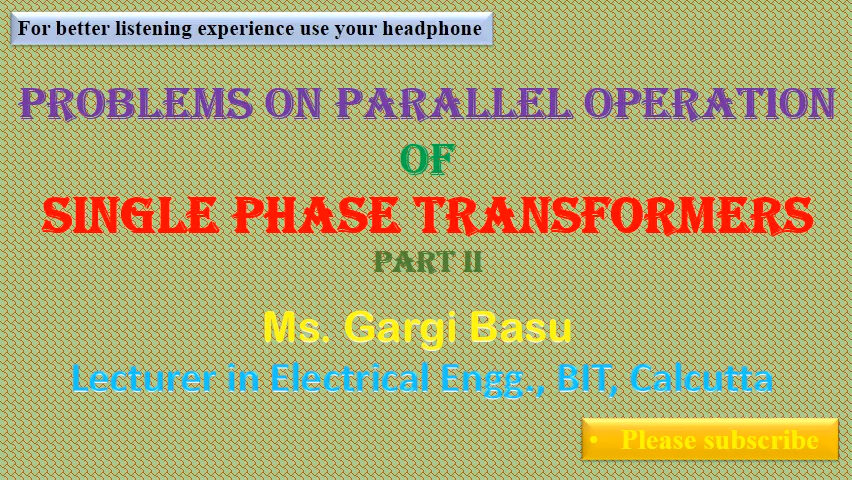 For better listening experience use your headphone
PROBLEMS ON PARALLEL OPERATION
OF
SINGLE PHASE TRANSFORMERS
PART II
Ms. Gargi Basu
Lecturer in Electrical Engg., BIT, Calcutta
• Please subscribe